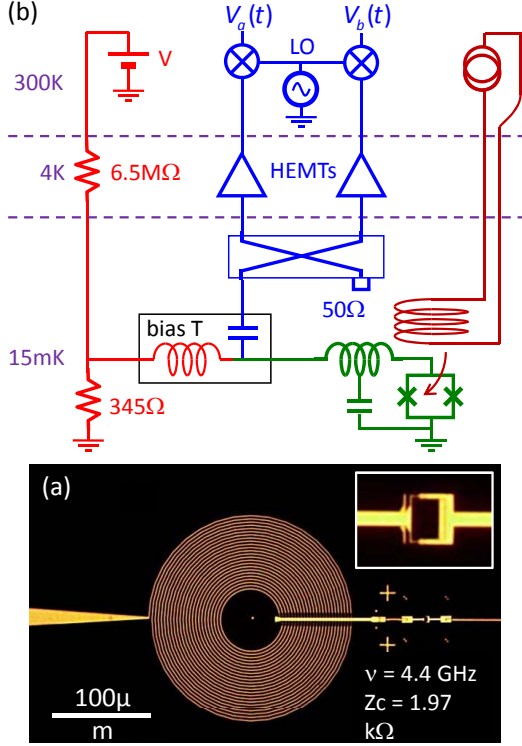 (b)
V_a(t)
V_b(t)
LO
V
300K
4K
6.5MΩ
HEMTs
50Ω
bias T
15mK
345Ω
(a)
ν = 4.4 GHz
Zc = 1.97
kΩ
100µ
m